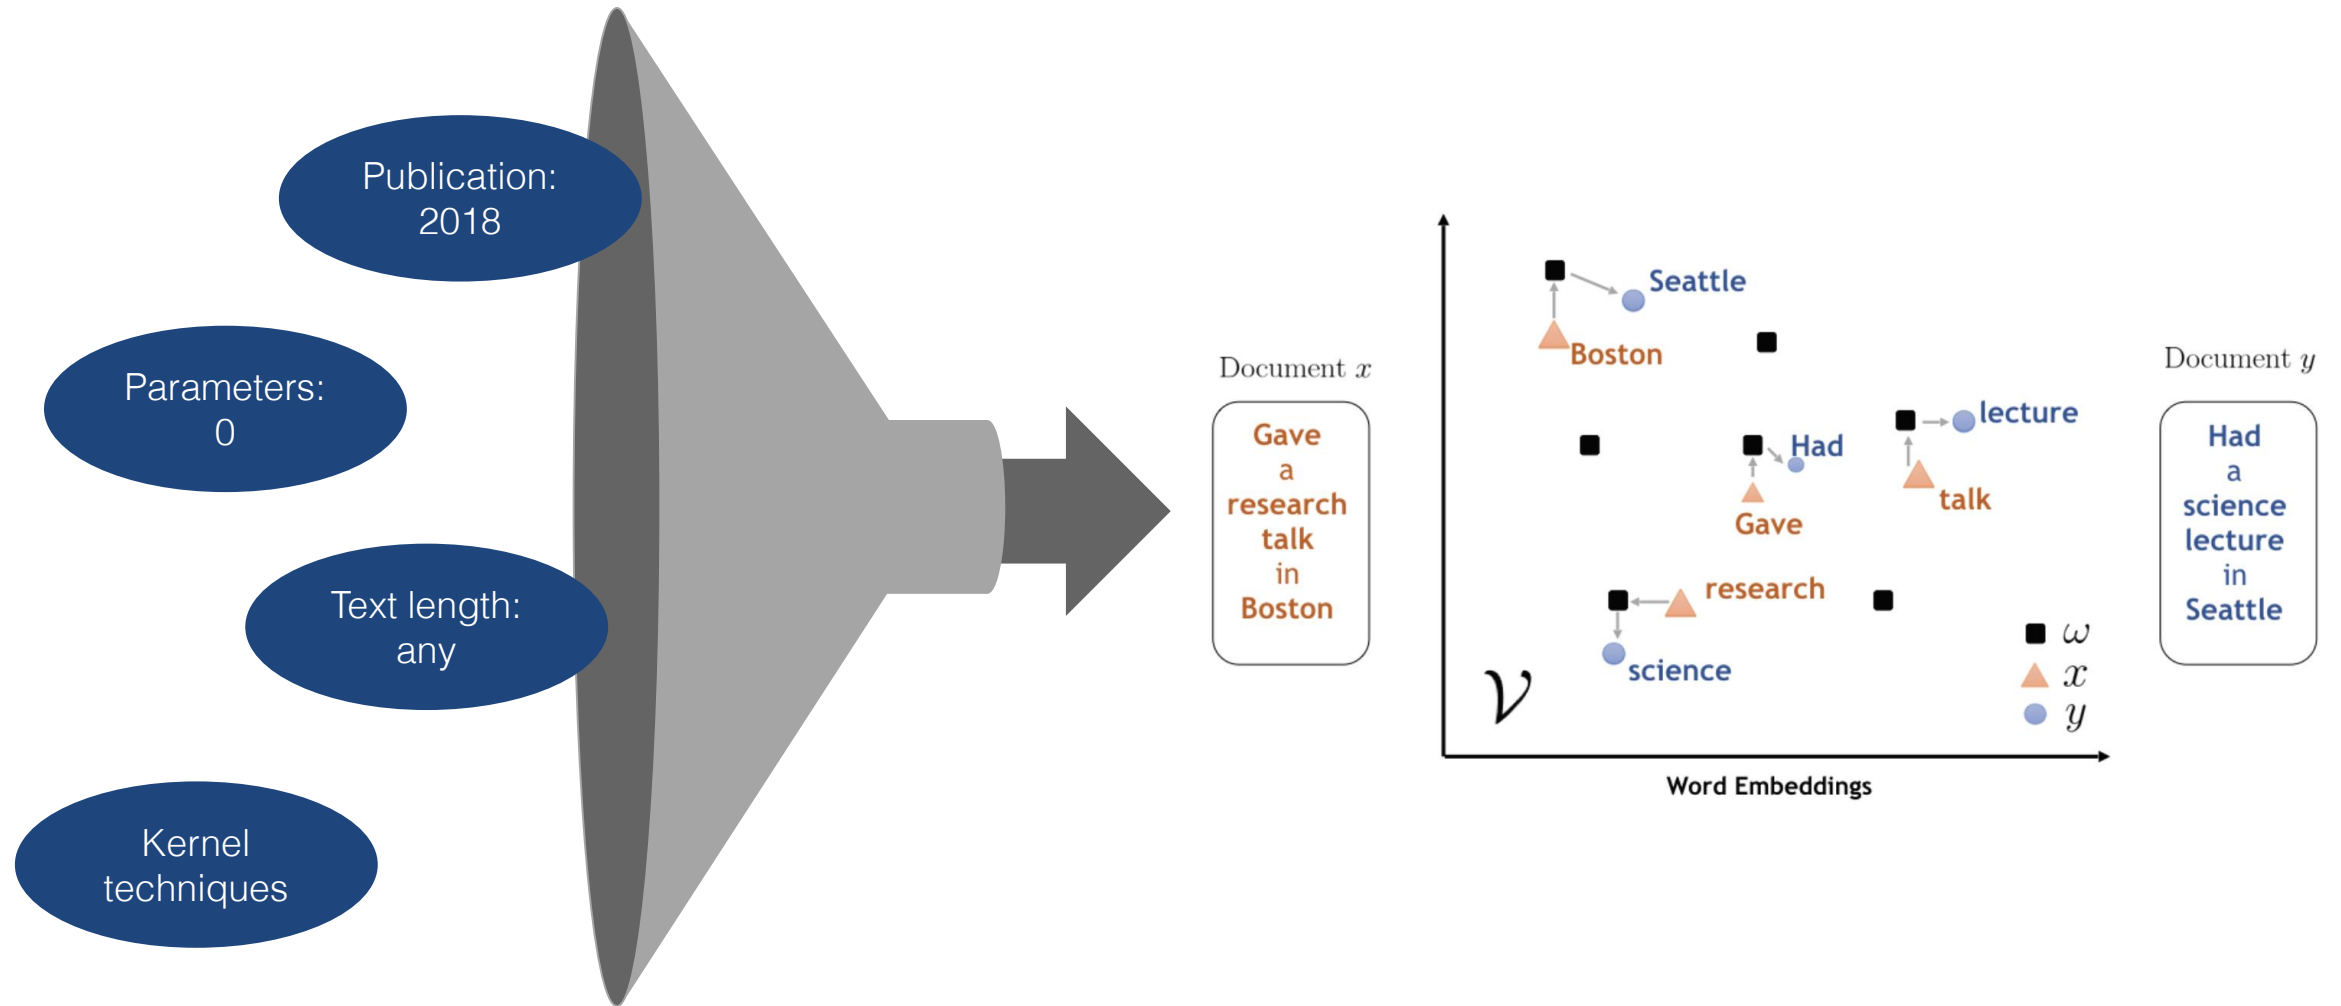 Publication:
2018
Parameters:
0
Text length:
any
Kernel
techniques
Document x
Gave
a
research
talk
in
Boston
Seattle
Boston
lecture
Had
talk
Gave
research
science
ω
x
y
𝒱
Word Embeddings
Document y
Had
a
science
lecture
in
Seattle